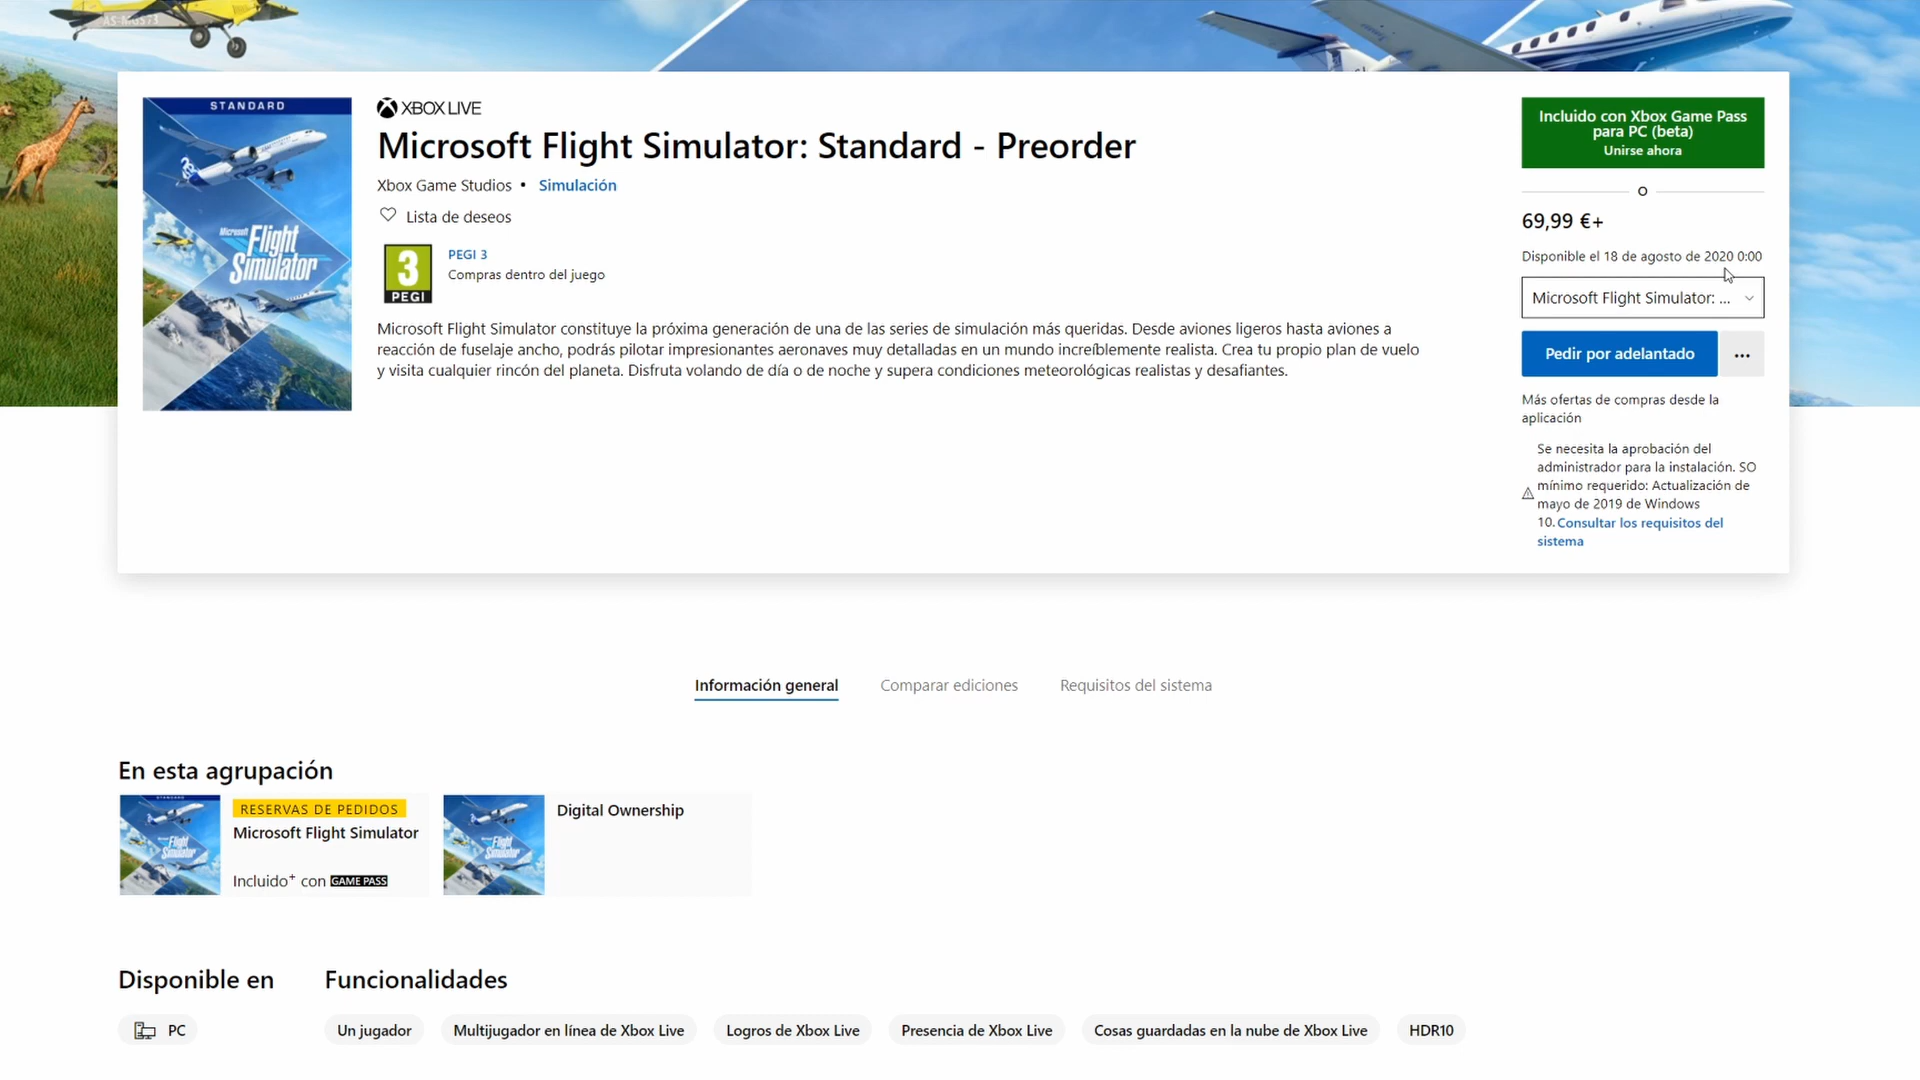 AS-MGS73
STANDARD
Microsoft
Flight
Simulator
XBOX LIVE
Microsoft Flight Simulator: Standard - Preorder
Xbox Game Studios • Simulación
Lista de deseos
3
PEGI
PEGI 3
Compras dentro del juego
Microsoft Flight Simulator constituye la próxima generación de una de las series de simulación más queridas. Desde aviones ligeros hasta aviones a
reacción de fuselaje ancho, podrás pilotar impresionantes aeronaves muy detalladas en un mundo increíblemente realista. Crea tu propio plan de vuelo
y visita cualquier rincón del planeta. Disfruta volando de día o de noche y supera condiciones meteorológicas realistas y desafiantes.
Incluido con Xbox Game Pass
para PC (beta)
Unirse ahora
o
69,99 €+
Disponible el 18 de agosto de 2020 0:00
Microsoft Flight Simulator: ...
Pedir por adelantado
...
Más ofertas de compras desde la
aplicación
Se necesita la aprobación del
administrador para la instalación. SO
mínimo requerido: Actualización de
mayo de 2019 de Windows
10. Consultar los requisitos del
sistema
Información general
Comparar ediciones
Requisitos del sistema
En esta agrupación
RESERVAS DE PEDIDOS
Microsoft Flight Simulator
Incluido+ con GAME PASS
Flight
Simulator
Digital Ownership
Flight
Simulator
Disponible en
PC
Funcionalidades
Un jugador
Multijugador en línea de Xbox Live
Logros de Xbox Live
Presencia de Xbox Live
Cosas guardadas en la nube de Xbox Live
HDR10